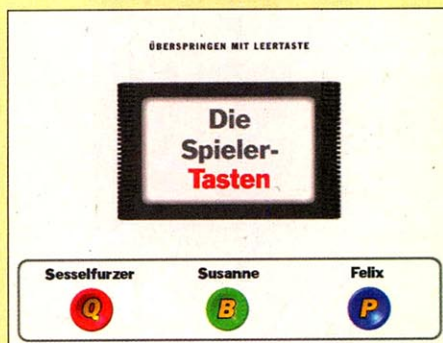 ÜBERSPRINGEN MIT LEERTASTE
Die
Spieler-
Tasten
Sesselfurzer Susanne Felix
Q B P